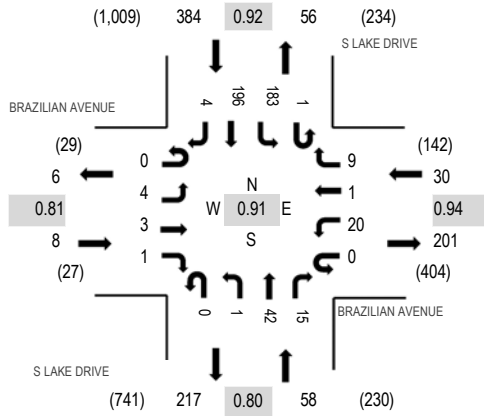 (1,009) 384 0.92 56 (234)
S LAKE DRIVE
4 196 183 1
BRAZILIAN AVENUE
(29) (142)
0 9
6 30
4 1
N
0.81 W 0.91 E 0.94
3 20
S
8 201
1 0
(27) (404)
0 1 42 15
BRAZILIAN AVENUE
S LAKE DRIVE
(741) 217 0.80 58 (230)